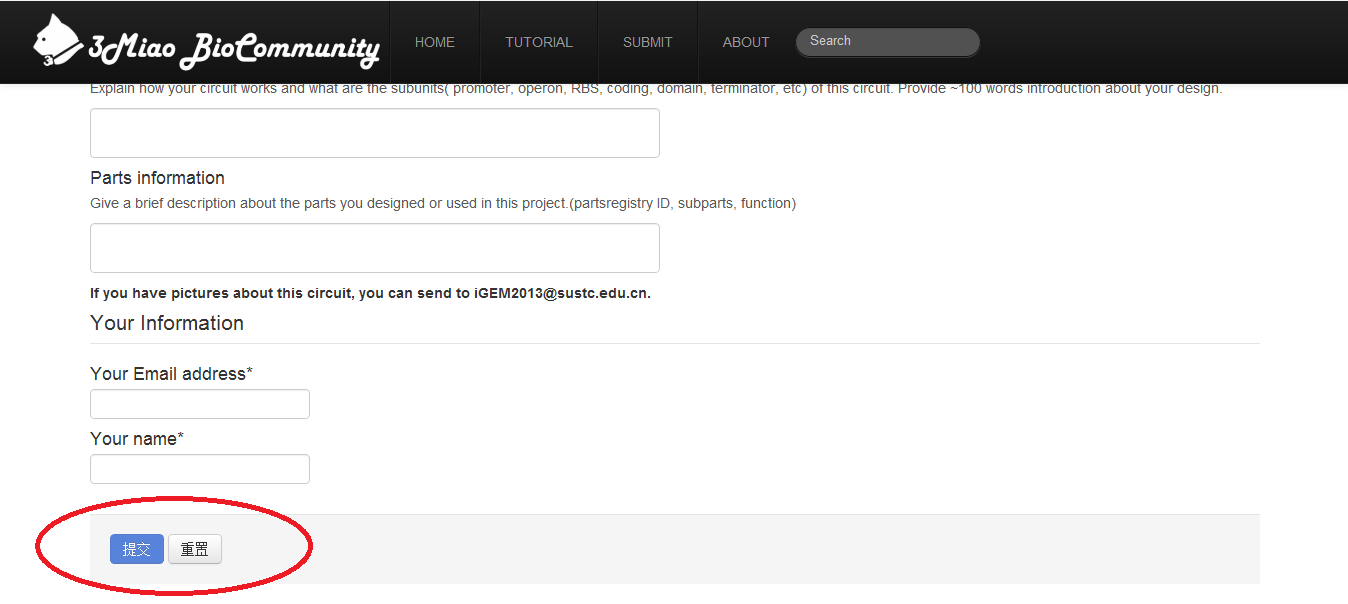 3Miao BioCommunity HOME TUTORIAL SUBMIT ABOUT Search
Explain how your circuit works and what are the subunits( promoter, operon, RBS, coding, domain, terminator, etc) of this circuit. Provide ~100 words introduction about your design.
Parts information
Give a brief description about the parts you designed or used in this project.(partsregistry ID, subparts, function)
If you have pictures about this circuit, you can send to iGEM2013@sustc.edu.cn.
Your Information
Your Email address*
Your name*
提交 重置